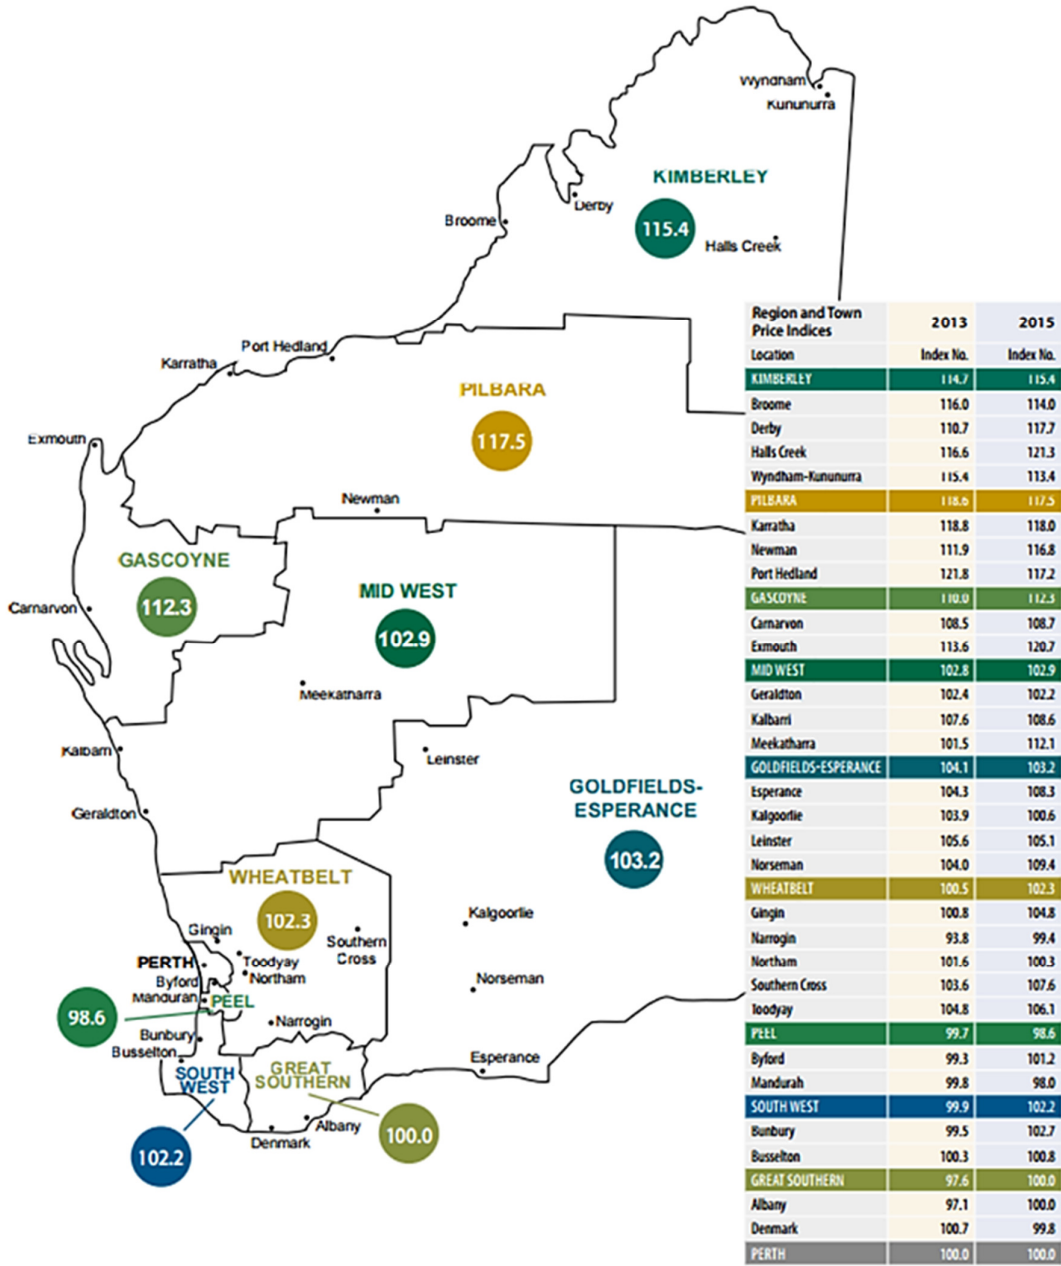 Wyndham
Kununurra
KIMBERLEY
Derby
Broome
115.4
Halls Creek
Port Hedland
Karratha
PILBARA
117.5
Exmouth
Newman
GASCOYNE
112.3
MID WEST
Carnarvon
102.9
Meekatharra
Kalbarri
Leinster
GOLDFIELDS-
ESPERANCE
Geraldton
103.2
WHEATBELT
102.3
Kalgoorlie
Gingin
Southern
Cross
PERTH
Toodyay
Northam
Byford
Norseman
Mandurah
PEEL
98.6
Narrogin
Bunbury
Busselton
Esperance
SOUTH
WEST
GREAT
SOUTHERN
Albany
100.0
Denmark
102.2
Region and Town
Price Indices 2013 2015
Location Index No. Index No.
KIMBERLEY 114.7 115.4
Broome 116.0 114.0
Derby 110.7 117.7
Halls Creek 116.6 121.3
Wyndham-Kununurra 115.4 113.4
PILBARA 118.6 117.5
Karratha 118.8 118.0
Newman 111.9 116.8
Port Hedland 121.8 117.2
GASCOYNE 110.0 112.3
Carnarvon 108.5 108.7
Exmouth 113.6 120.7
MID WEST 102.8 102.9
Geraldton 102.4 102.2
Kalbarri 107.6 108.6
Meekatharra 101.5 112.1
GOLDFIELDS-ESPERANCE 104.1 103.2
Esperance 104.3 108.3
Kalgoorlie 103.9 100.6
Leinster 105.6 105.1
Norseman 104.0 109.4
WHEATBELT 100.5 102.3
Gingin 100.8 104.8
Narrogin 93.8 99.4
Northam 101.6 100.3
Southern Cross 103.6 107.6
Toodyay 104.8 106.1
PEEL 99.7 98.6
Byford 99.3 101.2
Mandurah 99.8 98.0
SOUTH WEST 99.9 102.2
Bunbury 99.5 102.7
Busselton 100.3 100.8
GREAT SOUTHERN 97.6 100.0
Albany 97.1 100.0
Denmark 100.7 99.8
PERTH 100.0 100.0